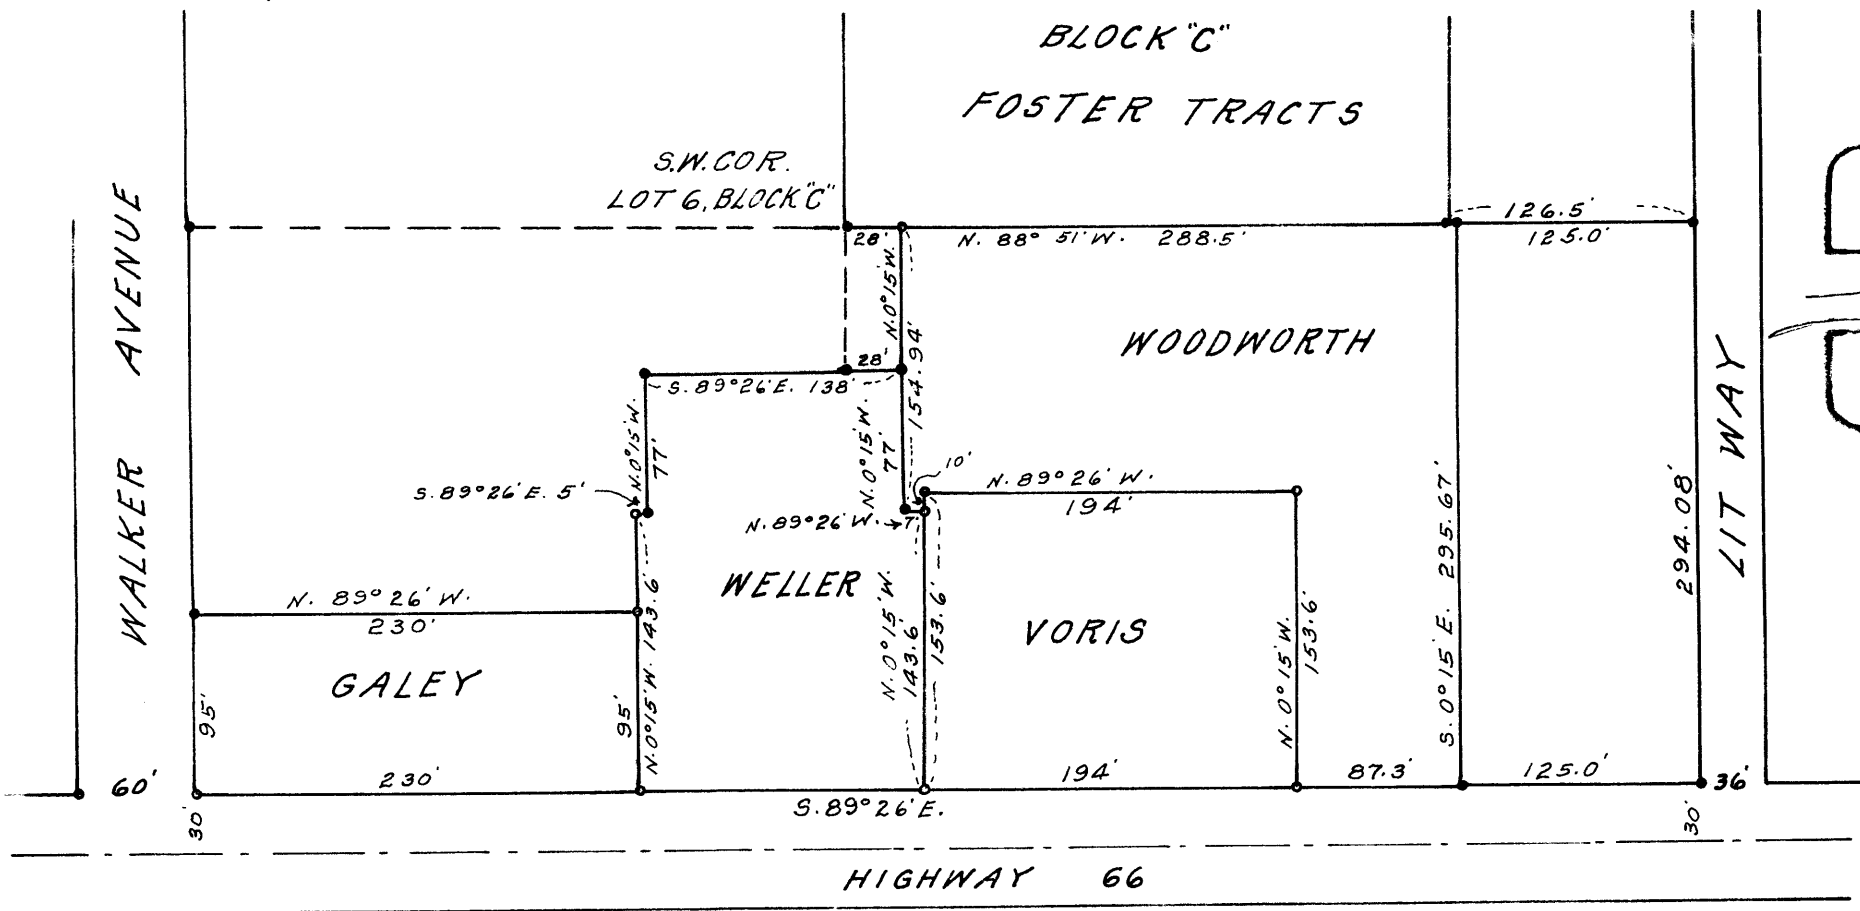 BLOCK "C"
FOSTER TRACTS
S.W. COR.
LOT 6, BLOCK "C"
WALKER AVENUE
28'
N. 88° 51' W. 288.5'
126.5'
125.0'
N. 0° 15' W.
154.94'
WOODWORTH
28'
S. 89° 26' E. 138'
N. 0° 15' W.
77'
N. 0° 15' W.
77'
10'
S. 89° 26' E. 5'
N. 89° 26' W.
194'
N. 89° 26' W.
7'
LIT WAY
294.08'
S. 0° 15' E. 295.67'
WELLER
N. 89° 26' W.
230'
N. 0° 15' W. 143.6'
N. 0° 15' W.
143.6'
153.6'
VORIS
N. 0° 15' W.
153.6'
GALEY
95'
95'
60'
230'
194'
87.3'
125.0'
36'
S. 89° 26' E.
30'
30'
HIGHWAY 66